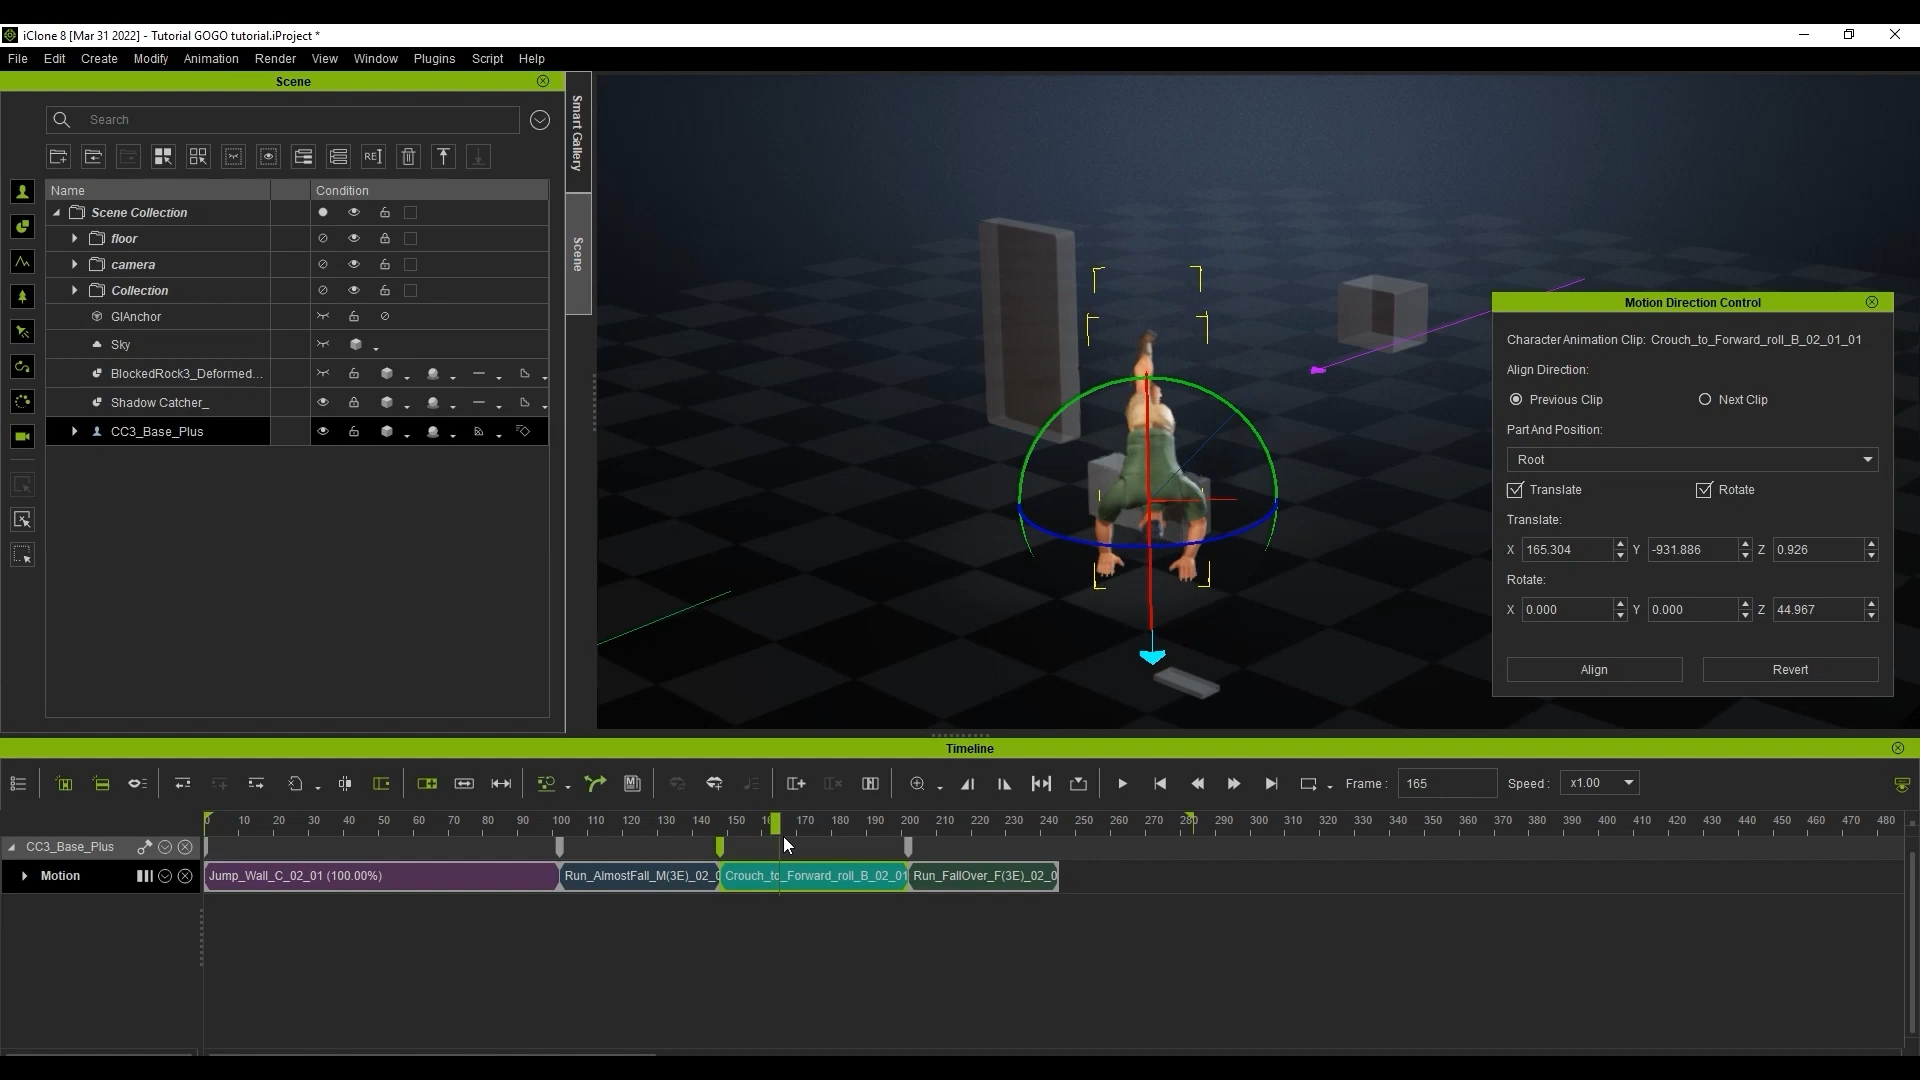 iClone 8 [Mar 31 2022] - Tutorial GOGO tutorial.iProject *
File Edit Create Modify Animation Render View Window Plugins Script Help
Scene
Search
Smart Gallery
Scene
RE
Name Condition
Scene Collection
floor
camera
Collection
GIAnchor
Sky
BlockedRock3_Deformed...
Shadow Catcher_
CC3_Base_Plus
Motion Direction Control
Character Animation Clip: Crouch_to_Forward_roll_B_02_01_01
Align Direction:
Previous Clip Next Clip
Part And Position:
Root
Translate Rotate
Translate:
X 165.304 Y -931.886 Z 0.926
Rotate:
X 0.000 Y 0.000 Z 44.967
Align Revert
Timeline
Frame : 165 Speed : x1.00
0 10 20 30 40 50 60 70 80 90 100 110 120 130 140 150 16 170 180 190 200 210 220 230 240 250 260 270 280 290 300 310 320 330 340 350 360 370 380 390 400 410 420 430 440 450 460 470 480
CC3_Base_Plus
Motion Jump_Wall_C_02_01 (100.00%) Run_AlmostFall_M(3E)_02_0 Crouch_to_Forward_roll_B_02_01 Run_FallOver_F(3E)_02_0